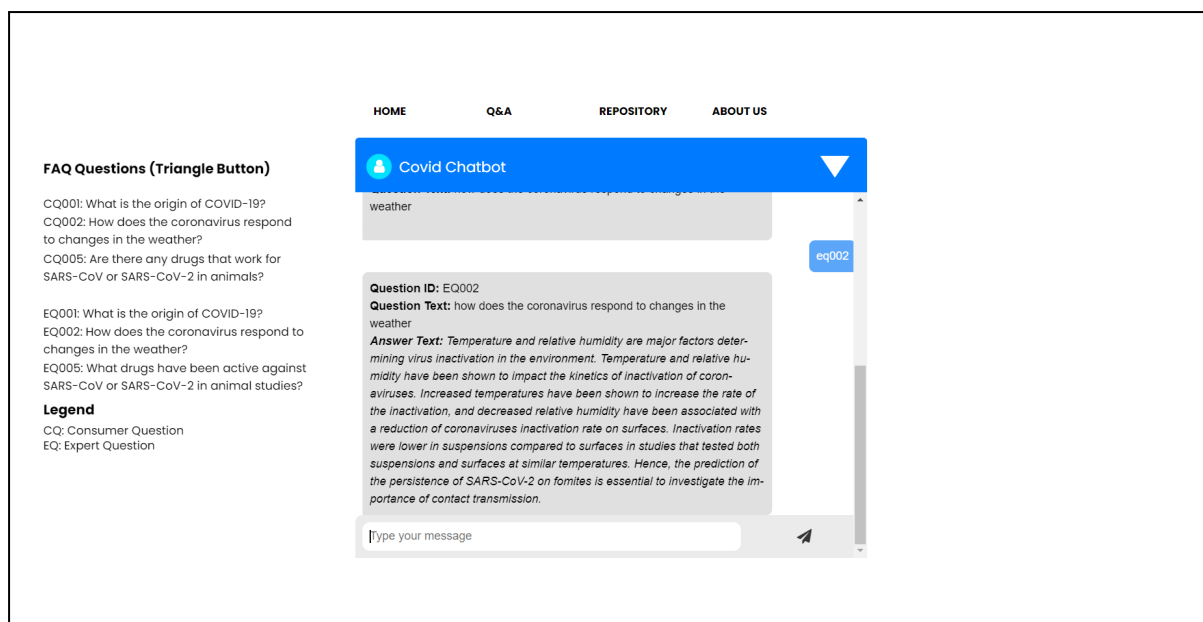 HOME Q&A REPOSITORY ABOUT US
FAQ Questions (Triangle Button)
CQ001: What is the origin of COVID-19?
CQ002: How does the coronavirus respond
to changes in the weather?
CQ005: Are there any drugs that work for
SARS-CoV or SARS-CoV-2 in animals?
EQ001: What is the origin of COVID-19?
EQ002: How does the coronavirus respond to
changes in the weather?
EQ005: What drugs have been active against
SARS-CoV or SARS-CoV-2 in animal studies?
Legend
CQ: Consumer Question
EQ: Expert Question
Covid Chatbot
Question Text: how does the coronavirus respond to changes in the
weather
eq002
Question ID: EQ002
Question Text: how does the coronavirus respond to changes in the
weather
Answer Text: Temperature and relative humidity are major factors deter-
mining virus inactivation in the environment. Temperature and relative hu-
midity have been shown to impact the kinetics of inactivation of coron-
aviruses. Increased temperatures have been shown to increase the rate of
the inactivation, and decreased relative humidity have been associated with
a reduction of coronaviruses inactivation rate on surfaces. Inactivation rates
were lower in suspensions compared to surfaces in studies that tested both
suspensions and surfaces at similar temperatures. Hence, the prediction of
the persistence of SARS-CoV-2 on fomites is essential to investigate the im-
portance of contact transmission.
Type your message